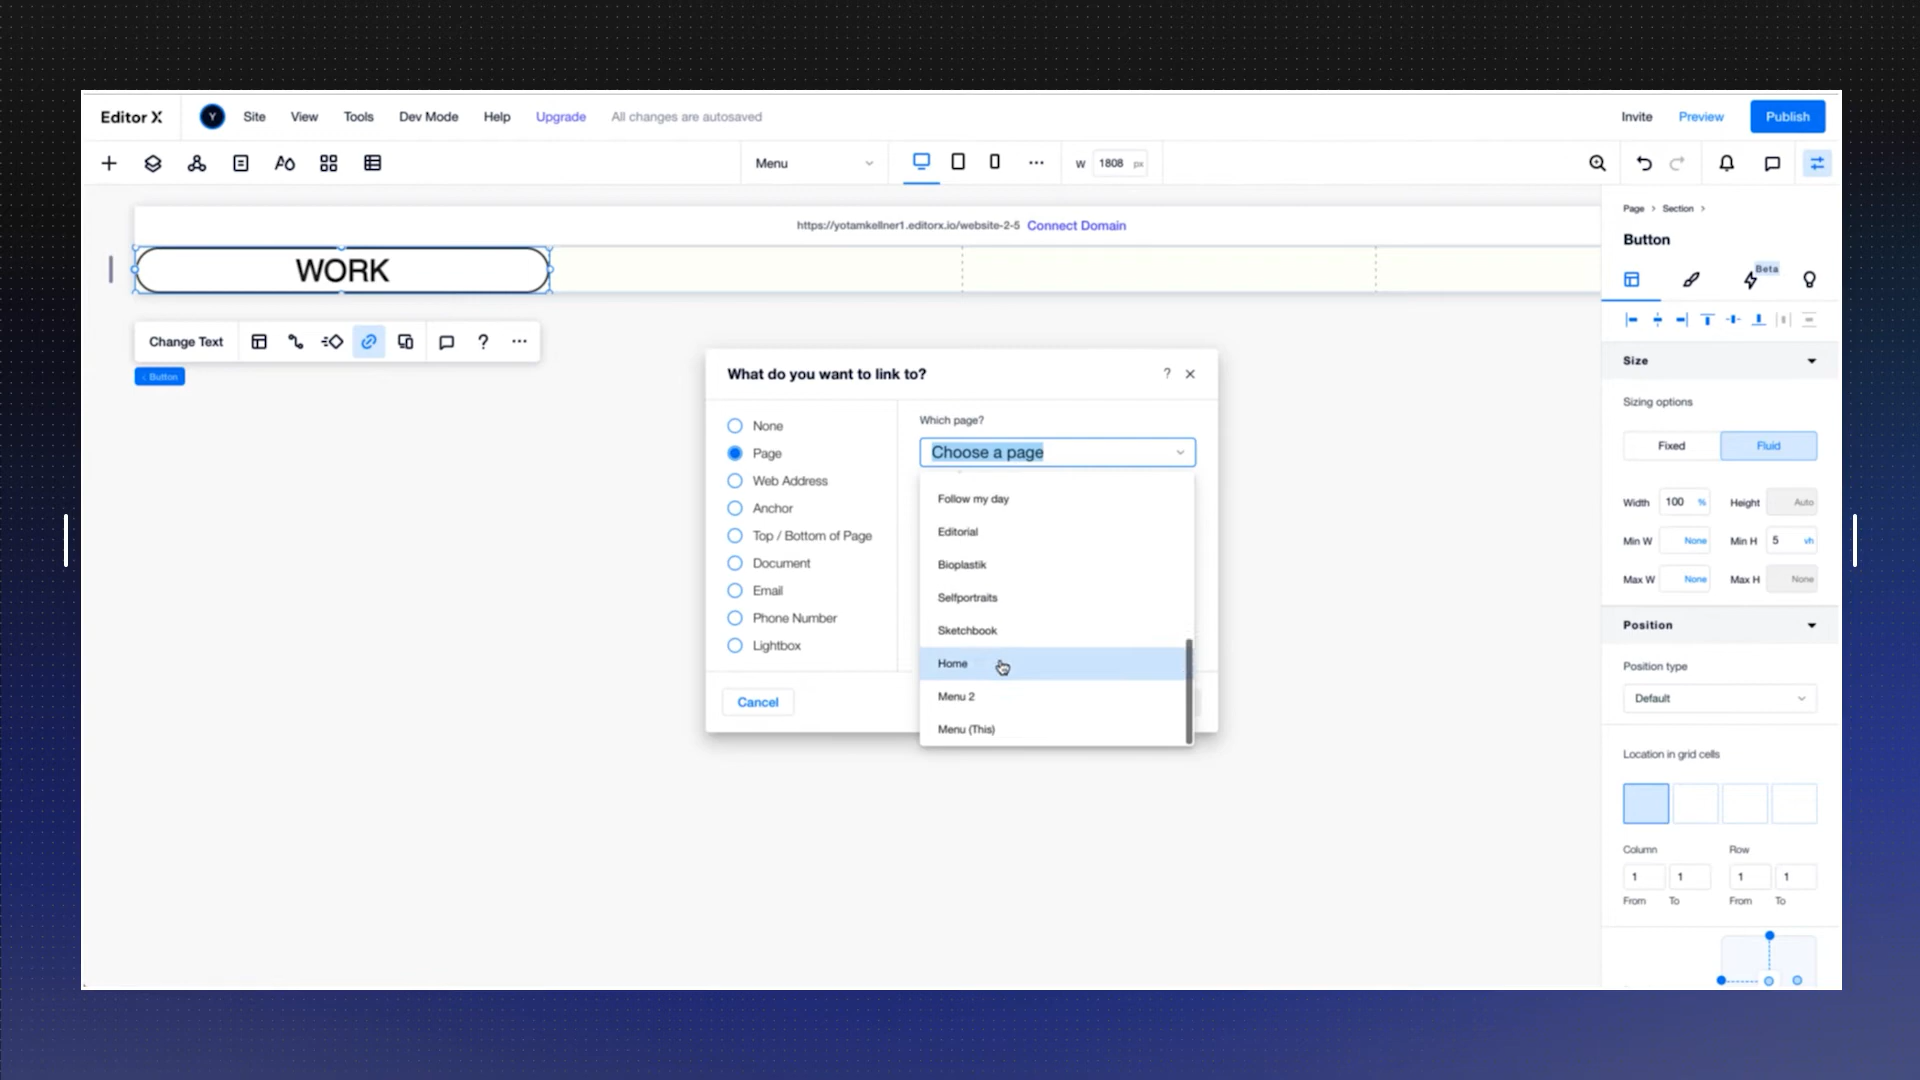 Editor X
Y
Site
View
Tools
Dev Mode
Help
Upgrade
All changes are autosaved
Invite
Preview
Publish
Menu
W 1808 px
https://yotamkellner1.editorx.io/website-2-5 Connect Domain
WORK
Change Text
?
< Button
What do you want to link to?
?
None
Page
Web Address
Anchor
Top / Bottom of Page
Document
Email
Phone Number
Lightbox
Cancel
Which page?
Choose a page
Follow my day
Editorial
Bioplastik
Selfportraits
Sketchbook
Home
Menu 2
Menu (This)
Page > Section >
Button
Beta
Size
Sizing options
Fixed
Fluid
Width 100 % Height Auto
Min W None Min H 5 vh
Max W None Max H None
Position
Position type
Default
Location in grid cells
Column Row
1 1 1 1
From To From To